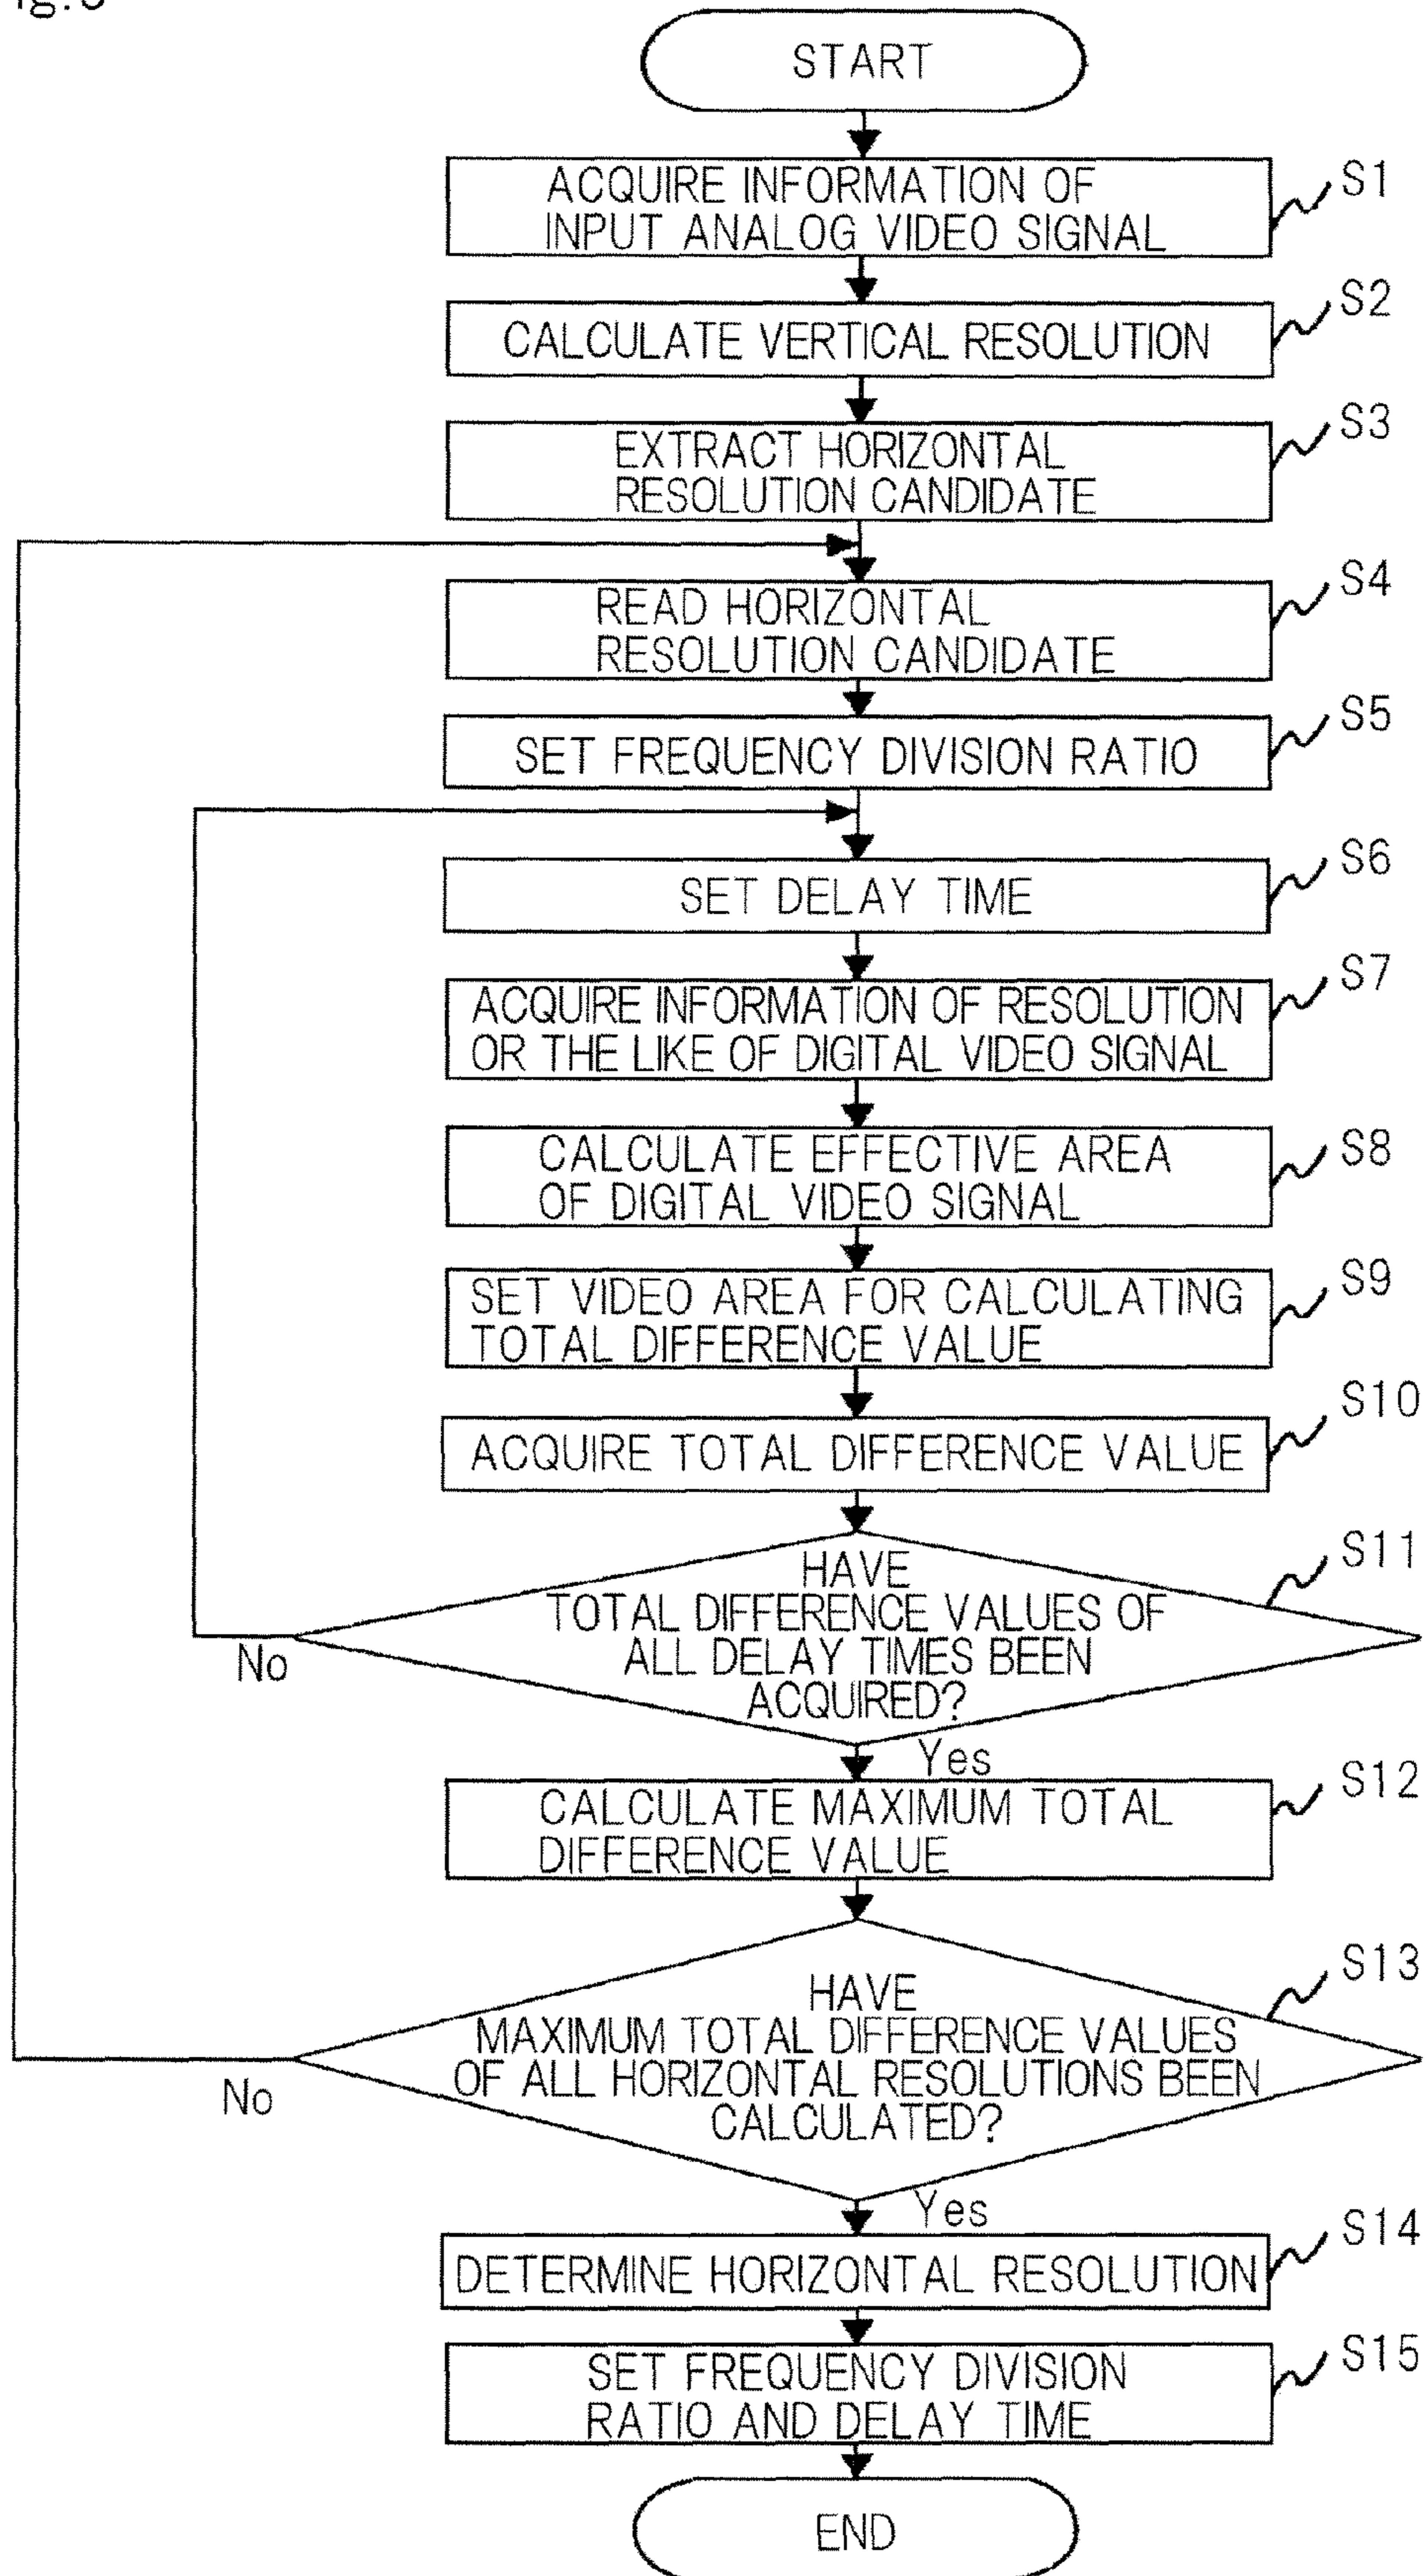 START
ACQUIRE INFORMATION OF
INPUT ANALOG VIDEO SIGNAL
S1
CALCULATE VERTICAL RESOLUTION
S2
EXTRACT HORIZONTAL
RESOLUTION CANDIDATE
S3
READ HORIZONTAL
RESOLUTION CANDIDATE
S4
SET FREQUENCY DIVISION RATIO
S5
SET DELAY TIME
S6
ACQUIRE INFORMATION OF RESOLUTION
OR THE LIKE OF DIGITAL VIDEO SIGNAL
S7
CALCULATE EFFECTIVE AREA
OF DIGITAL VIDEO SIGNAL
S8
SET VIDEO AREA FOR CALCULATING
TOTAL DIFFERENCE VALUE
S9
ACQUIRE TOTAL DIFFERENCE VALUE
S10
HAVE
TOTAL DIFFERENCE VALUES OF
ALL DELAY TIMES BEEN
ACQUIRED?
S11
No
Yes
CALCULATE MAXIMUM TOTAL
DIFFERENCE VALUE
S12
HAVE
MAXIMUM TOTAL DIFFERENCE VALUES
OF ALL HORIZONTAL RESOLUTIONS BEEN
CALCULATED?
S13
No
Yes
DETERMINE HORIZONTAL RESOLUTION
S14
SET FREQUENCY DIVISION
RATIO AND DELAY TIME
S15
END